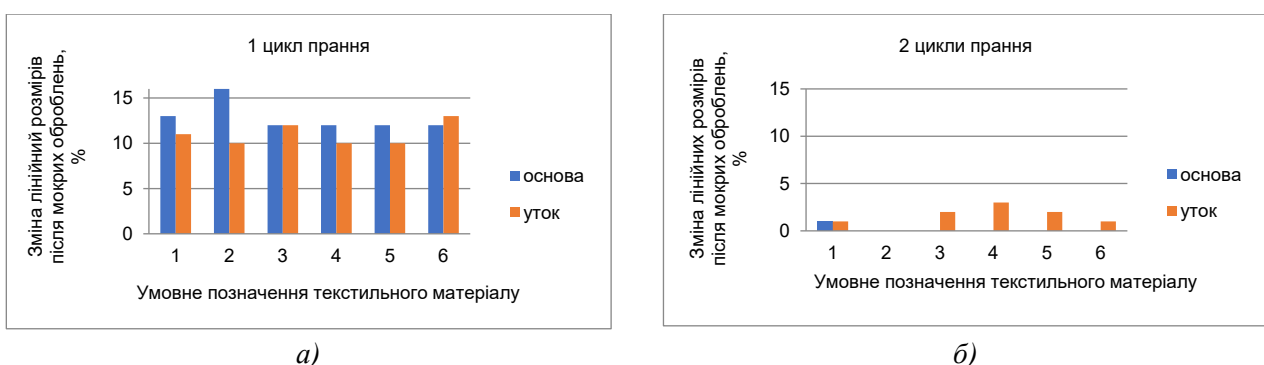 1 цикл прання
Зміна лінійний розмірів
після мокрих оброблень,
%
15
10
5
0
1 2 3 4 5 6
основа
уток
Умовне позначення текстильного матеріалу
а)
2 цикли прання
Зміна лінійних розмірів
після мокрих оброблень,
%
15
10
5
0
1 2 3 4 5 6
основа
уток
Умовне позначення текстильного матеріалу
б)